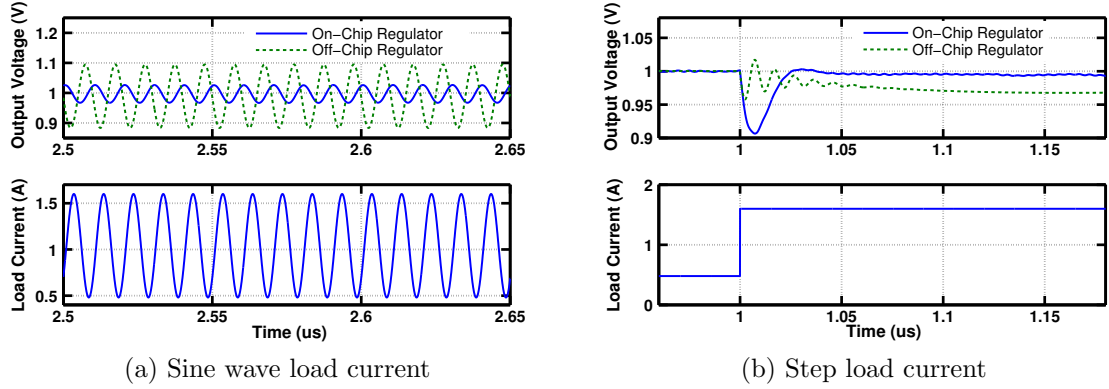 Output Voltage (V)
1.2
1.1
1
0.9
On-Chip Regulator
Off-Chip Regulator
2.5
2.55
2.6
2.65
Load Current (A)
1.5
1
0.5
2.5
2.55
2.6
2.65
Time (us)
(a) Sine wave load current
Output Voltage (V)
1.05
1
0.95
0.9
On-Chip Regulator
Off-Chip Regulator
1
1.05
1.1
1.15
Load Current (A)
2
1
0
1
1.05
1.1
1.15
Time (us)
(b) Step load current